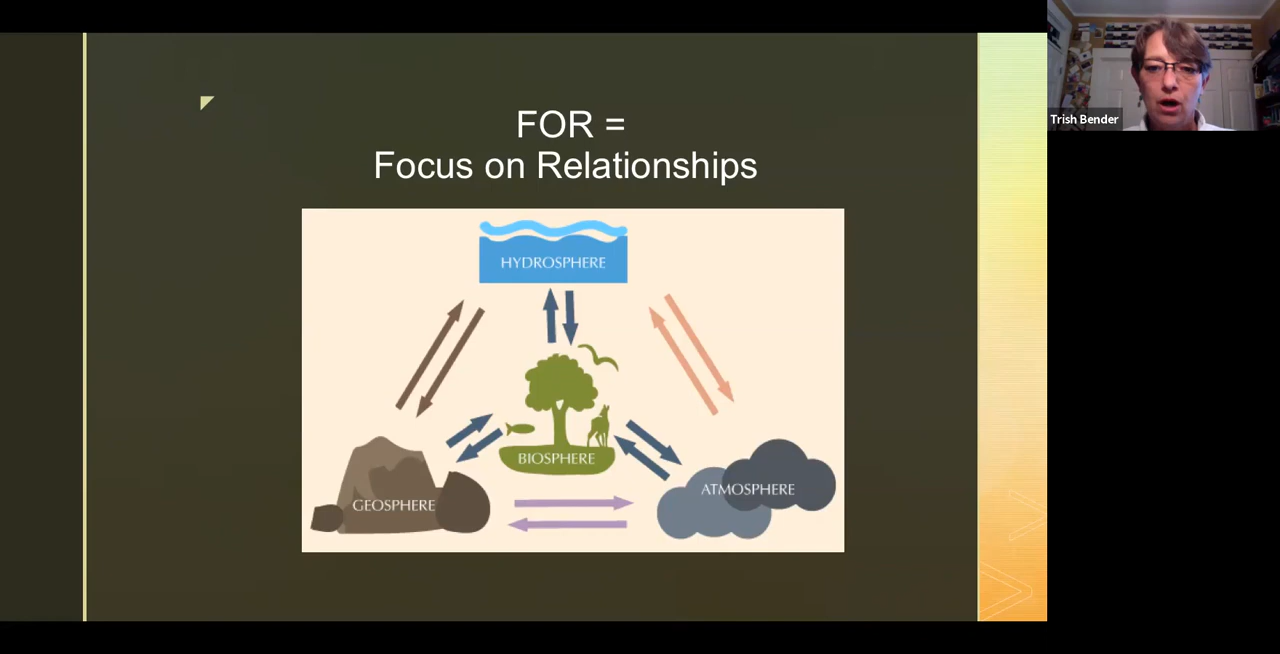 FOR =
Focus on Relationships
HYDROSPHERE
BIOSPHERE
GEOSPHERE
ATMOSPHERE
Trish Bender